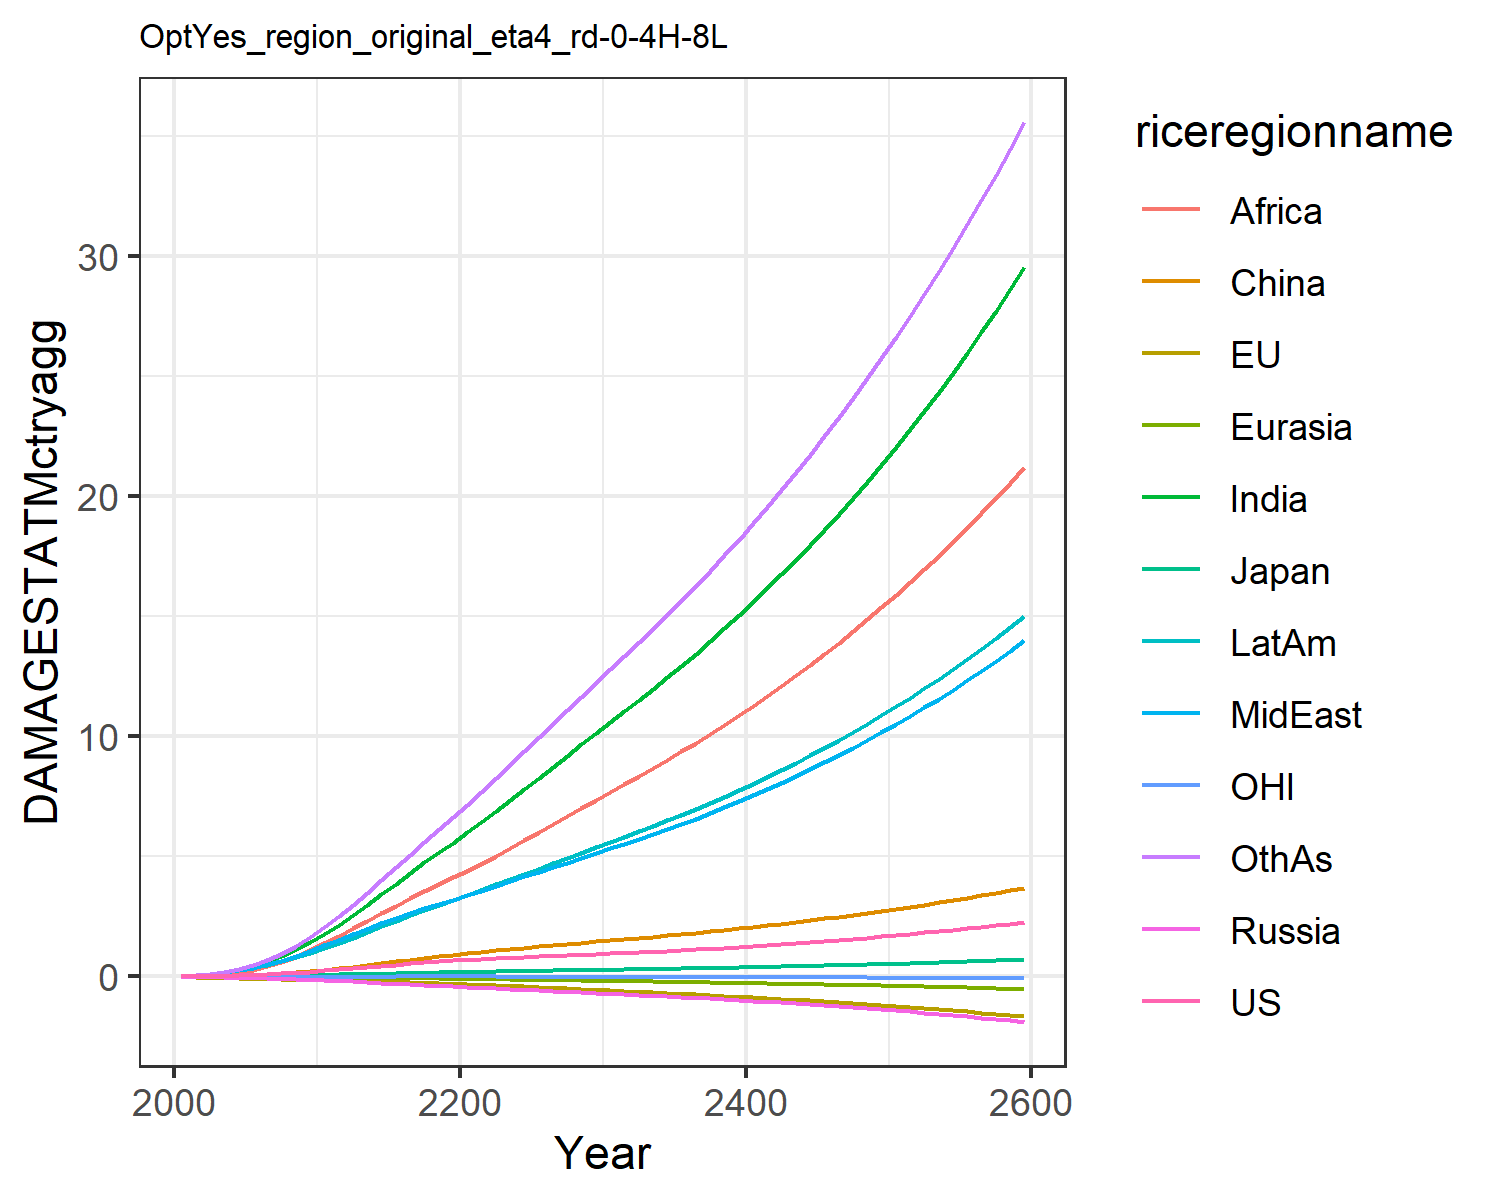 OptYes_region_original_eta4_rd-0-4H-8L
DAMAGESTATMctryagg
30
20
10
0
2000
2200
2400
2600
Year
riceregionname
Africa
China
EU
Eurasia
India
Japan
LatAm
MidEast
OHI
OthAs
Russia
US